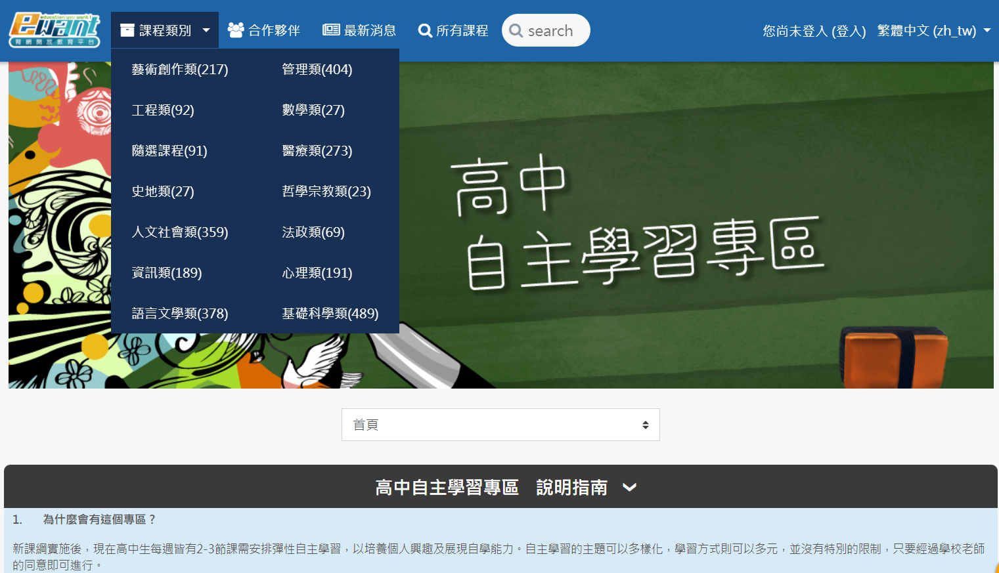 education you want !
ewant
育網開放教育平台
課程類別
合作夥伴
最新消息
所有課程
search
您尚未登入 (登入)
繁體中文 (zh_tw)
藝術創作類(217)
管理類(404)
工程類(92)
數學類(27)
隨選課程(91)
醫療類(273)
史地類(27)
哲學宗教類(23)
人文社會類(359)
法政類(69)
資訊類(189)
心理類(191)
語言文學類(378)
基礎科學類(489)
高中
自主學習專區
首頁
高中自主學習專區 說明指南
1. 為什麼會有這個專區？
新課綱實施後，現在高中生每週皆有2-3節課需安排彈性自主學習，以培養個人興趣及展現自學能力。自主學習的主題可以多樣化，學習方式則可以多元，並沒有特別的限制，只要經過學校老師
的同意即可進行。